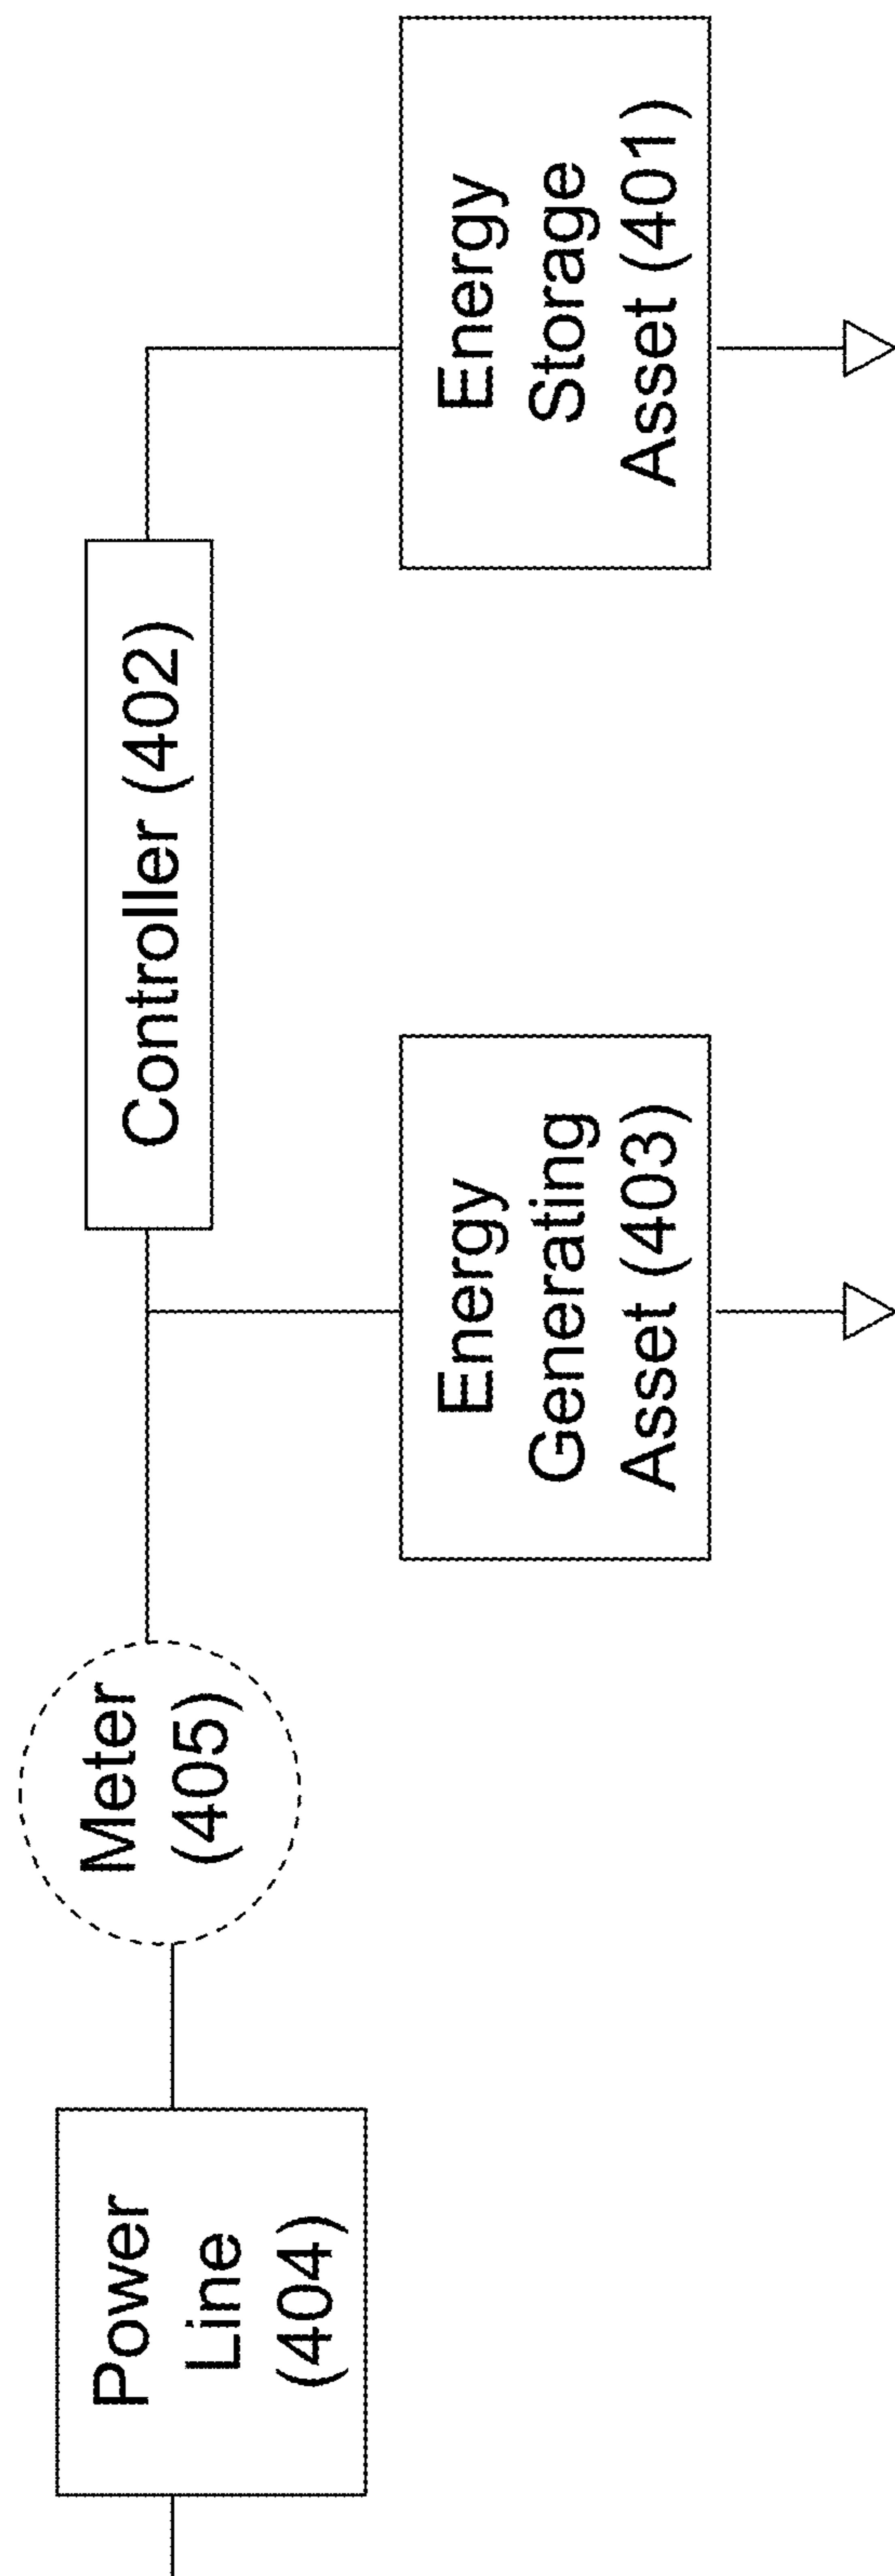 Power
Line
(404)
Meter
(405)
Controller (402)
Energy
Generating
Asset (403)
Energy
Storage
Asset (401)